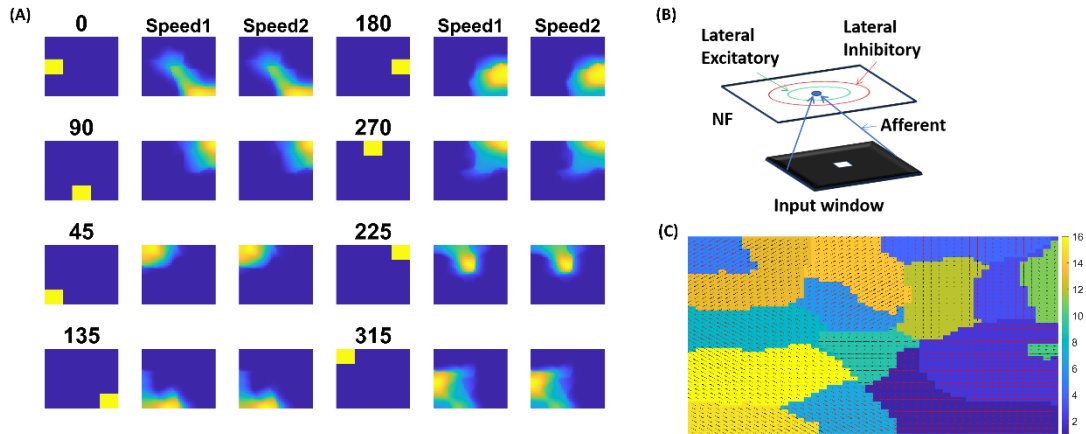 (A)
0 Speed1 Speed2 180 Speed1 Speed2
90 270
45 225
135 315
(B)
Lateral
Excitatory
Lateral
Inhibitory
NF
Afferent
Input window
(C)
16
14
12
10
8
6
4
2